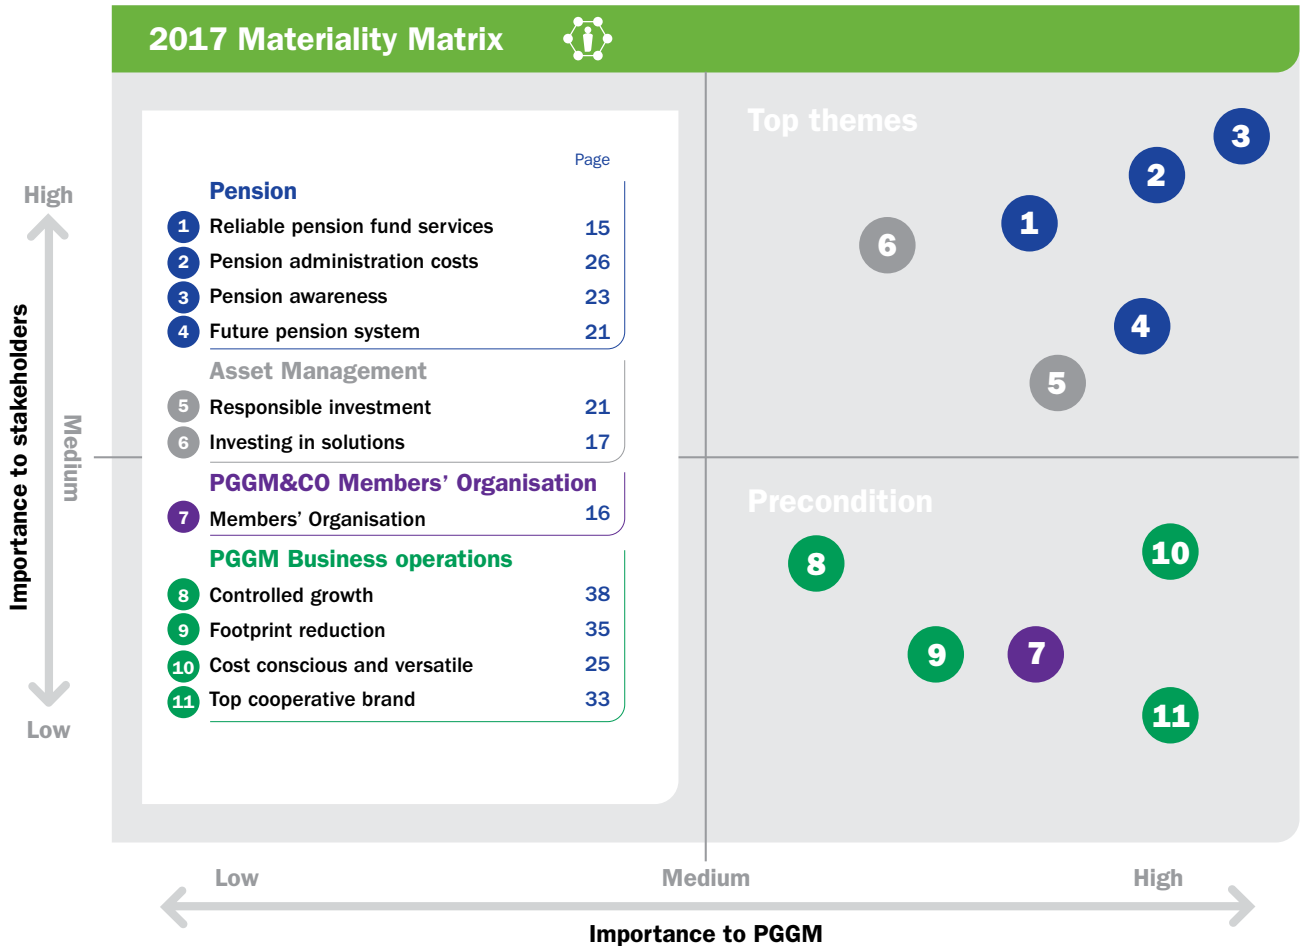 2017 Materiality Matrix
Top themes
3
2
1
6
4
5
Page
Pension
1 Reliable pension fund services 15
2 Pension administration costs 26
3 Pension awareness 23
4 Future pension system 21
Asset Management
5 Responsible investment 21
6 Investing in solutions 17
PGGM&CO Members’ Organisation
7 Members’ Organisation 16
PGGM Business operations
8 Controlled growth 38
9 Footprint reduction 35
10 Cost conscious and versatile 25
11 Top cooperative brand 33
Precondition
10
8
9
7
11
High
Importance to stakeholders
Medium
Low
Low
Medium
High
Importance to PGGM